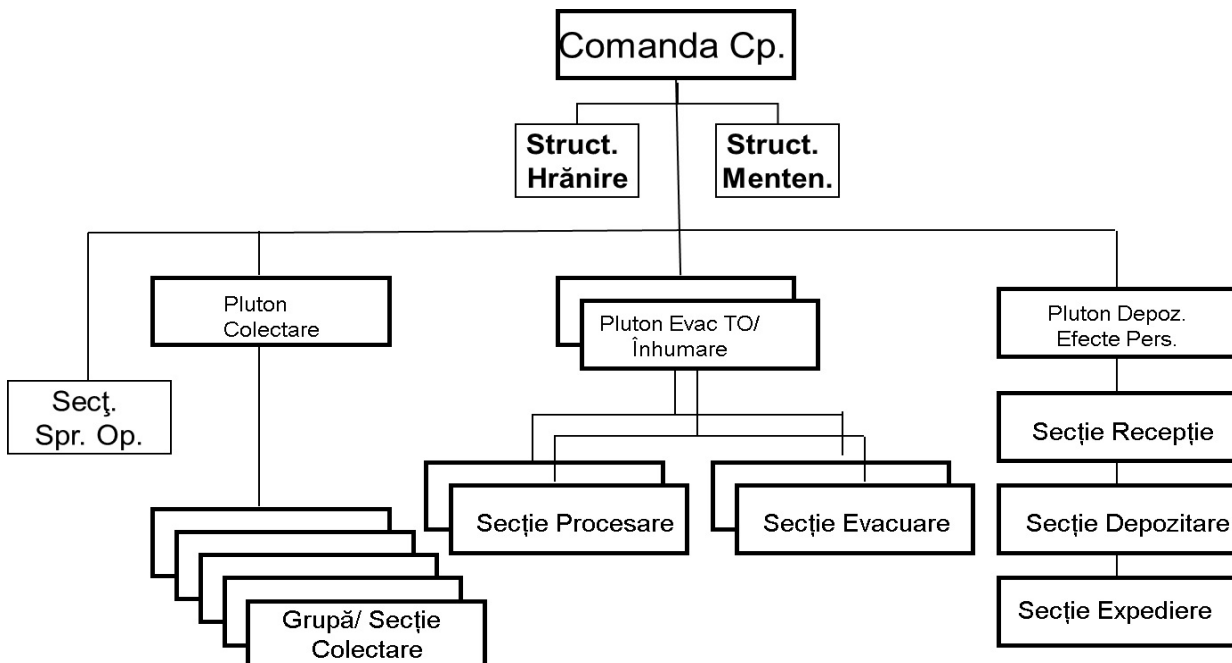 Comanda Cp.
Struct.
Hrănire
Struct.
Menten.
Pluton
Colectare
Pluton Evac TO/
Înhumare
Pluton Depoz.
Efecte Pers.
Secţ.
Spr. Op.
Secție Recepție
Secție Procesare
Secție Evacuare
Secție Depozitare
Grupă/ Secție
Colectare
Secție Expediere